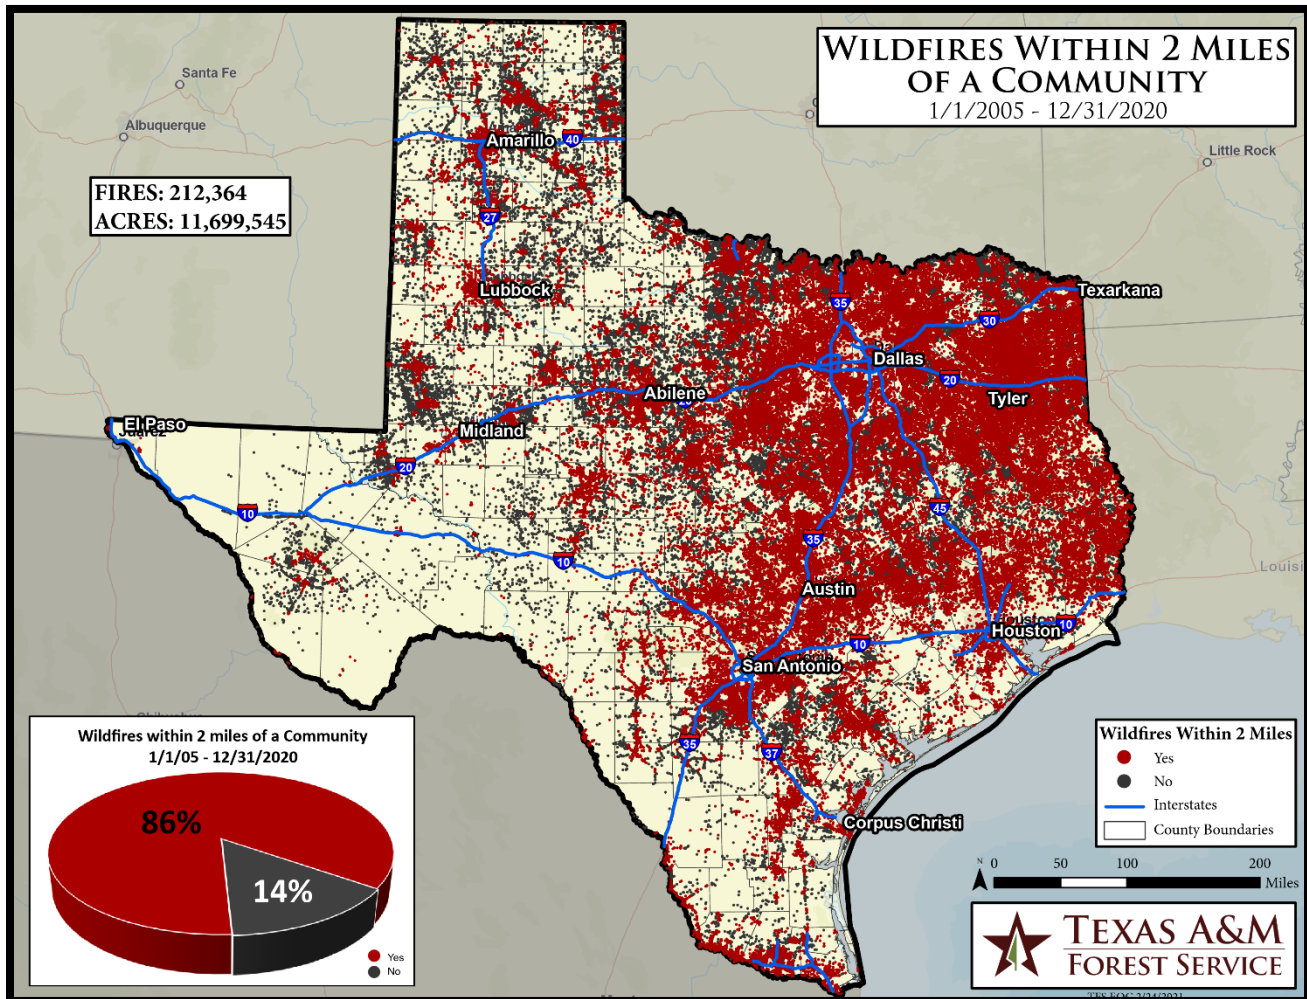 WILDFIRES WITHIN 2 MILES
OF A COMMUNITY
1/1/2005 - 12/31/2020
Santa Fe
Albuquerque
Little Rock
FIRES: 212,364
ACRES: 11,699,545
Amarillo
40
27
Lubbock
35
Texarkana
30
Dallas
20
Abilene
Tyler
El Paso
Midland
20
10
45
35
10
Louisi
Austin
Houston
10
10
San Antonio
35
37
Corpus Christi
Wildfires within 2 miles of a Community
1/1/05 - 12/31/2020
86%
14%
Yes
No
Wildfires Within 2 Miles
Yes
No
Interstates
County Boundaries
N
0 50 100 200
Miles
TEXAS A&M
FOREST SERVICE